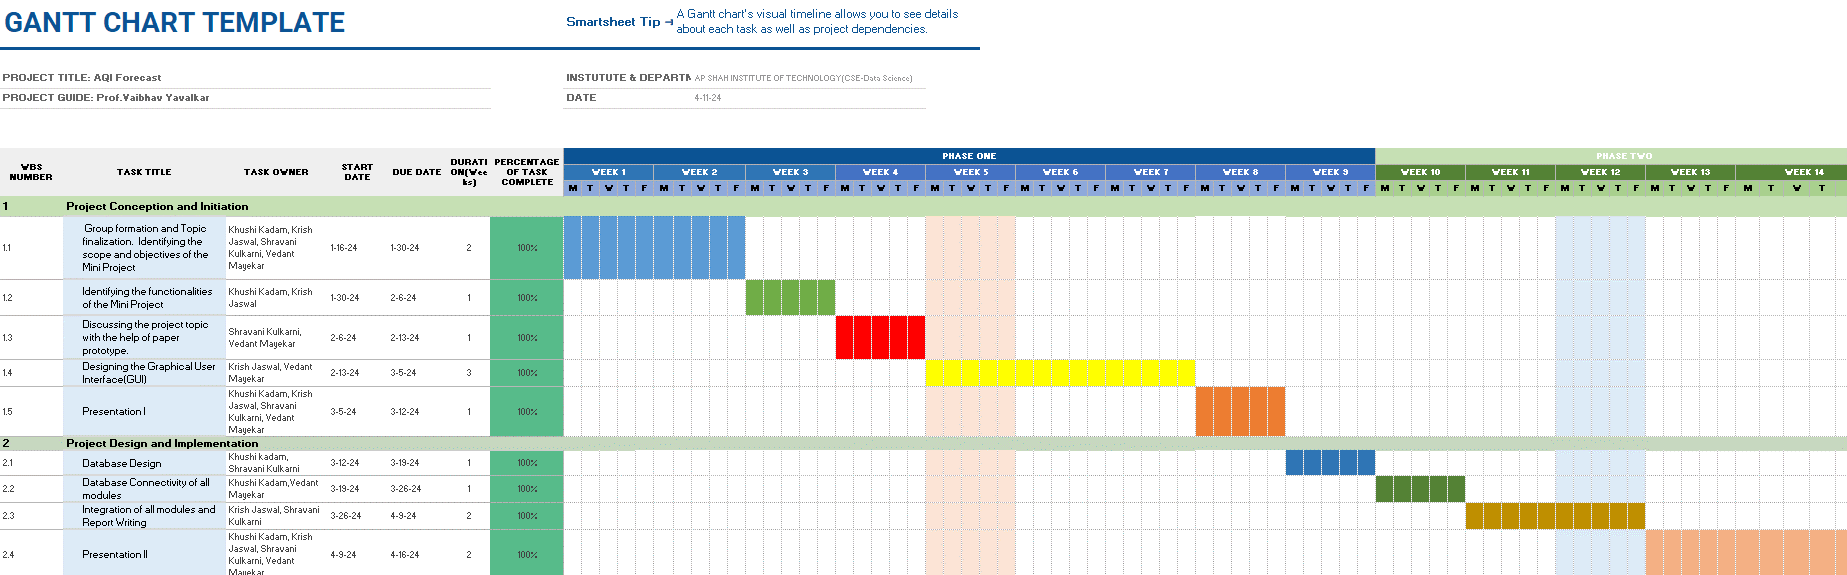 GANTT CHART TEMPLATE
Smartsheet Tip → A Gantt chart's visual timeline allows you to see details
about each task as well as project dependencies.
PROJECT TITLE: AQI Forecast
INSTUTUTE & DEPARTM AP SHAH INSTITUTE OF TECHNOLOGY(CSE-Data Science)
PROJECT GUIDE: Prof.Vaibhav Yavalkar
DATE 4-11-24
WBS
NUMBER
TASK TITLE
TASK OWNER
START
DATE
DUE DATE
DURATI
ON(Wee
ks)
PERCENTAGE
OF TASK
COMPLETE
PHASE ONE
PHASE TWO
WEEK 1 WEEK 2 WEEK 3 WEEK 4 WEEK 5 WEEK 6 WEEK 7 WEEK 8 WEEK 9 WEEK 10 WEEK 11 WEEK 12 WEEK 13 WEEK 14
M T W T F M T W T F M T W T F M T W T F M T W T F M T W T F M T W T F M T W T F M T W T F M T W T F M T W T F M T W T F M T W T F M T W T
1 Project Conception and Initiation
1.1
Group formation and Topic
finalization. Identifying the
scope and objectives of the
Mini Project
Khushi Kadam, Krish
Jaswal, Shravani
Kulkarni, Vedant
Mayekar
1-16-24 1-30-24 2 100%
1.2
Identifying the functionalities
of the Mini Project
Khushi Kadam, Krish
Jaswal
1-30-24 2-6-24 1 100%
1.3
Discussing the project topic
with the help of paper
prototype.
Shravani Kulkarni,
Vedant Mayekar
2-6-24 2-13-24 1 100%
1.4
Designing the Graphical User
Interface(GUI)
Krish Jaswal, Vedant
Mayekar
2-13-24 3-5-24 3 100%
1.5
Presentation I
Khushi Kadam, Krish
Jaswal, Shravani
Kulkarni, Vedant
Mayekar
3-5-24 3-12-24 1 100%
2 Project Design and Implementation
2.1
Database Design
Khushi kadam,
Shravani Kulkarni
3-12-24 3-19-24 1 100%
2.2
Database Connectivity of all
modules
Khushi Kadam,Vedant
Mayekar
3-19-24 3-26-24 1 100%
2.3
Integration of all modules and
Report Writing
Krish Jaswal, Shravani
Kulkarni
3-26-24 4-9-24 2 100%
2.4
Presentation II
Khushi Kadam, Krish
Jaswal, Shravani
Kulkarni, Vedant
Mayekar
4-9-24 4-16-24 2 100%